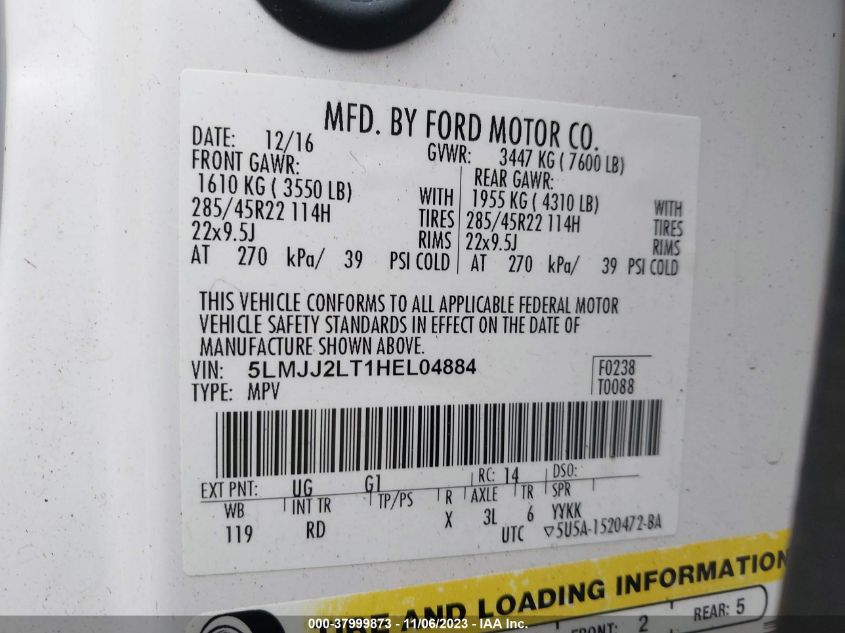 MFD. BY FORD MOTOR CO.
DATE: 12/16 GVWR: 3447 KG ( 7600 LB)
FRONT GAWR: REAR GAWR:
1610 KG ( 3550 LB) WITH 1955 KG ( 4310 LB) WITH
285/45R22 114H TIRES 285/45R22 114H TIRES
22x9.5J RIMS 22x9.5J RIMS
AT 270 kPa/ 39 PSI COLD AT 270 kPa/ 39 PSI COLD
THIS VEHICLE CONFORMS TO ALL APPLICABLE FEDERAL MOTOR
VEHICLE SAFETY STANDARDS IN EFFECT ON THE DATE OF
MANUFACTURE SHOWN ABOVE.
VIN: 5LMJJ2LT1HEL04884 F0238
TYPE: MPV T0088
EXT PNT: UG G1 RC: 14 DSO:
WB INT TR TP/PS R AXLE TR SPR
119 RD X 3L 6 YYKK
UTC ▽5U5A-1520472-BA
TIRE AND LOADING INFORMATION
FRONT: 2 REAR: 5
000-37999873 - 11/06/2023 - IAA Inc.